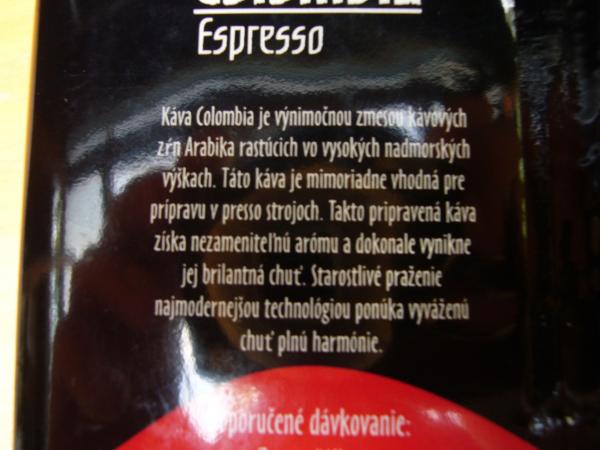 Espresso
Káva Colombia je výnimočnou zmesou kávových
zŕn Arabika rastúcich vo vysokých nadmorských
výškach. Táto káva je mimoriadne vhodná pre
prípravu v presso strojoch. Takto pripravená káva
získa nezameniteľnú arómu a dokonale vynikne
jej brilantná chuť. Starostlivé praženie
najmodernejšou technológiou ponúka vyváženú
chuť plnú harmónie.
dávkovanie: